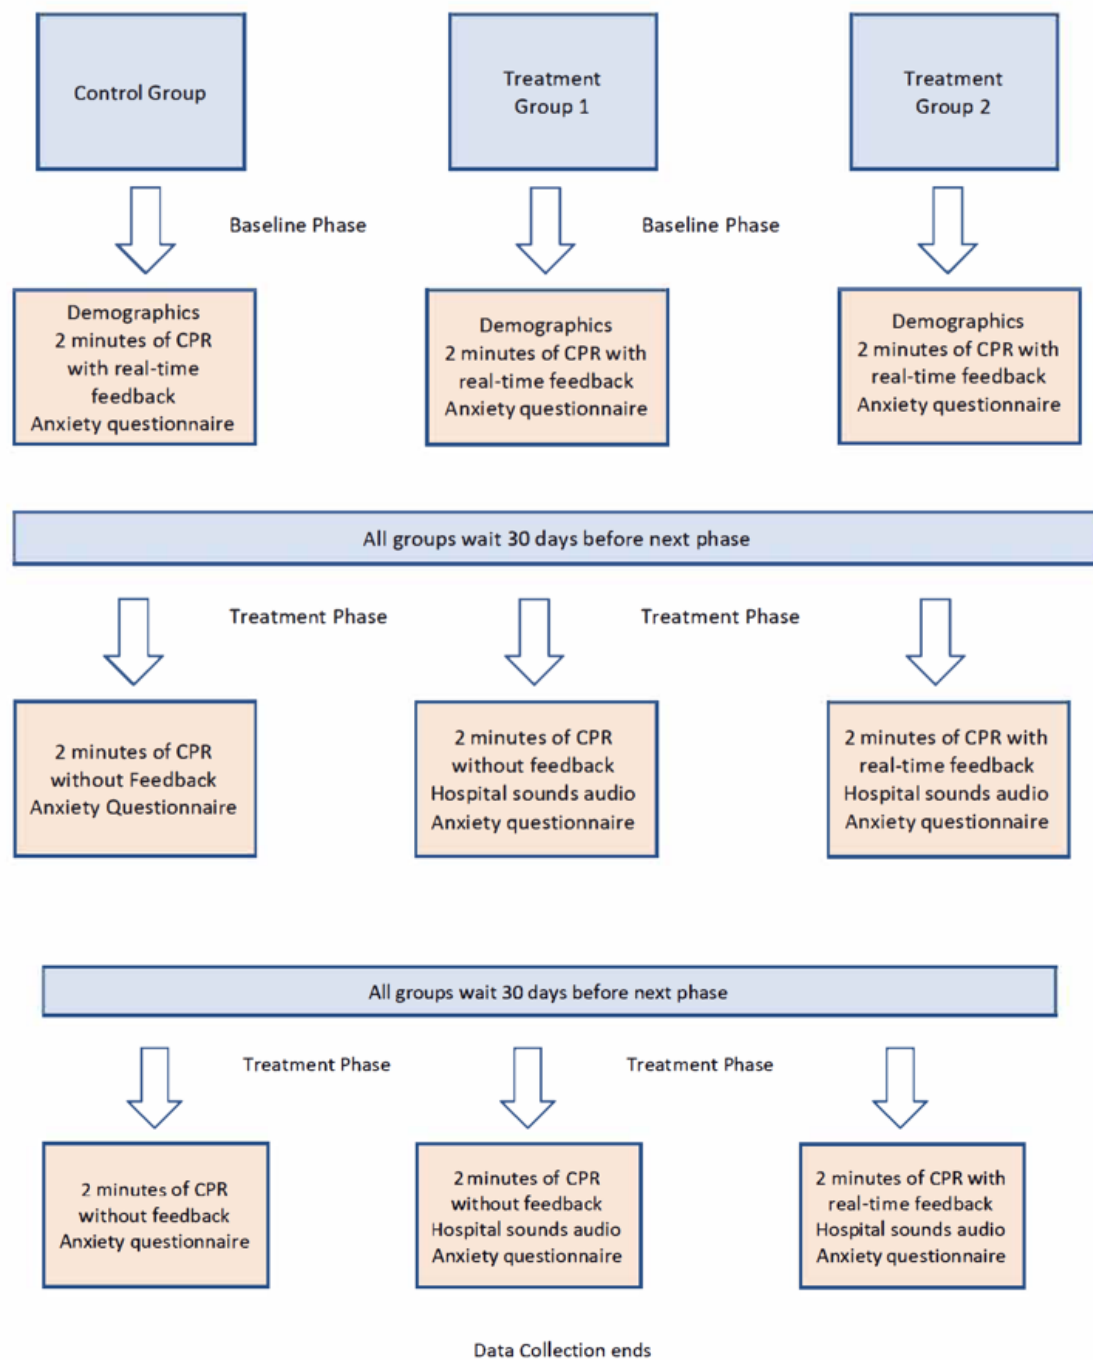 Control Group
Treatment
Group 1
Treatment
Group 2
Baseline Phase
Baseline Phase
Demographics
2 minutes of CPR
with real-time
feedback
Anxiety questionnaire
Demographics
2 minutes of CPR with
real-time feedback
Anxiety questionnaire
Demographics
2 minutes of CPR with
real-time feedback
Anxiety questionnaire
All groups wait 30 days before next phase
Treatment Phase
Treatment Phase
2 minutes of CPR
without Feedback
Anxiety Questionnaire
2 minutes of CPR
without feedback
Hospital sounds audio
Anxiety questionnaire
2 minutes of CPR with
real-time feedback
Hospital sounds audio
Anxiety questionnaire
All groups wait 30 days before next phase
Treatment Phase
Treatment Phase
2 minutes of CPR
without feedback
Anxiety questionnaire
2 minutes of CPR
without feedback
Hospital sounds audio
Anxiety questionnaire
2 minutes of CPR with
real-time feedback
Hospital sounds audio
Anxiety questionnaire
Data Collection ends